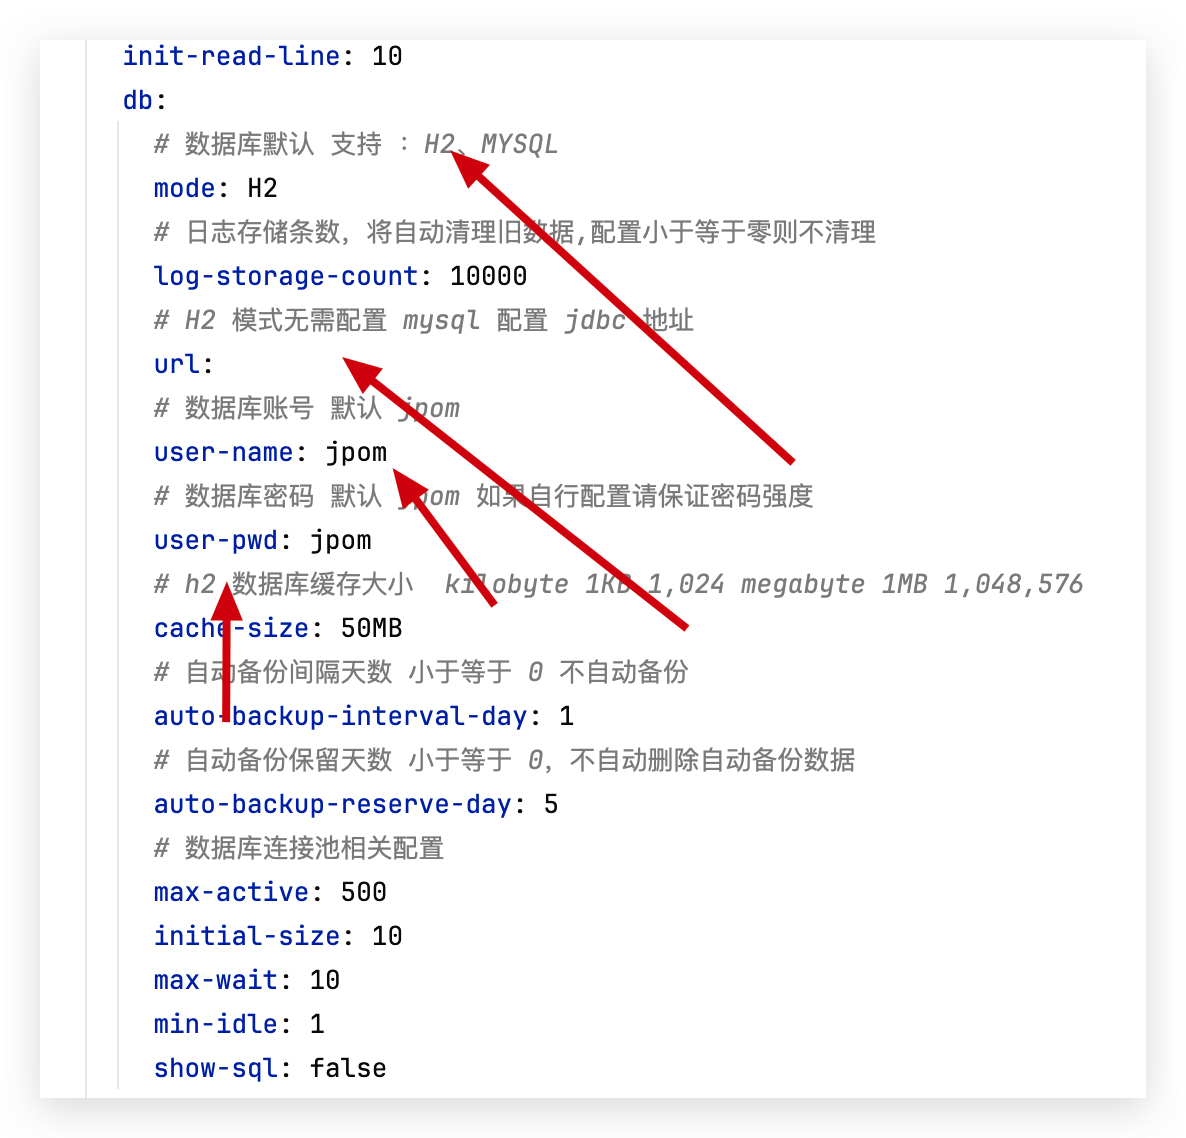 init-read-line: 10
db:
# 数据库默认 支持 : H2、MYSQL
mode: H2
# 日志存储条数，将自动清理旧数据,配置小于等于零则不清理
log-storage-count: 10000
# H2 模式无需配置 mysql 配置 jdbc 地址
url:
# 数据库账号 默认 jpom
user-name: jpom
# 数据库密码 默认 jpom 如果自行配置请保证密码强度
user-pwd: jpom
# h2 数据库缓存大小  kilobyte 1KB 1,024 megabyte 1MB 1,048,576
cache-size: 50MB
# 自动备份间隔天数 小于等于 0 不自动备份
auto-backup-interval-day: 1
# 自动备份保留天数 小于等于 0，不自动删除自动备份数据
auto-backup-reserve-day: 5
# 数据库连接池相关配置
max-active: 500
initial-size: 10
max-wait: 10
min-idle: 1
show-sql: false